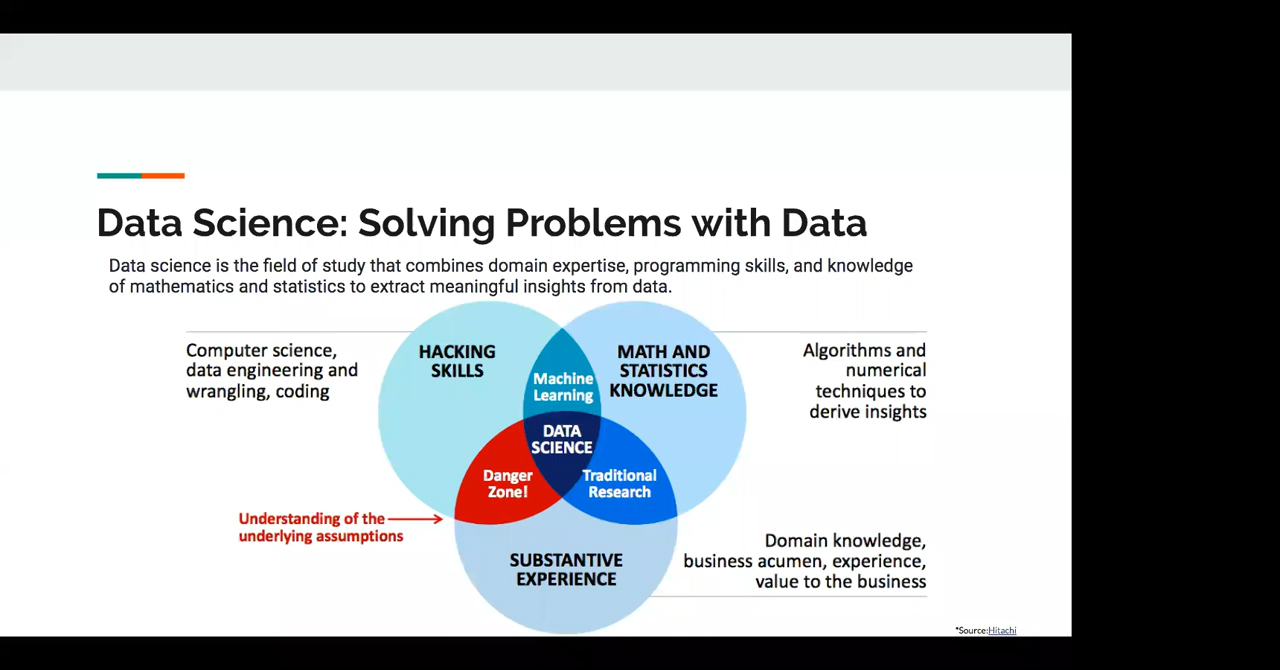 Data Science: Solving Problems with Data
Data science is the field of study that combines domain expertise, programming skills, and knowledge
of mathematics and statistics to extract meaningful insights from data.
Computer science,
data engineering and
wrangling, coding
HACKING
SKILLS
Machine
Learning
MATH AND
STATISTICS
KNOWLEDGE
Algorithms and
numerical
techniques to
derive insights
DATA
SCIENCE
Danger
Zone!
Traditional
Research
Understanding of the
underlying assumptions
SUBSTANTIVE
EXPERIENCE
Domain knowledge,
business acumen, experience,
value to the business
*Source:Hitachi